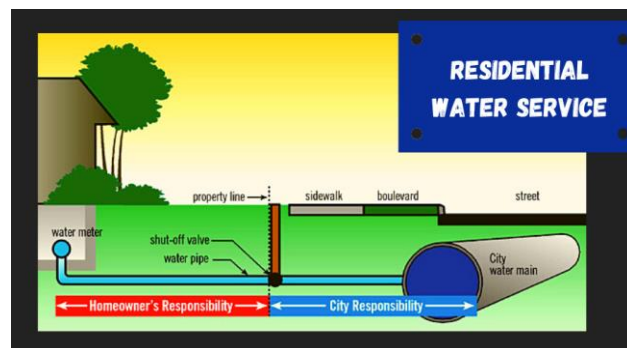 RESIDENTIAL
WATER SERVICE
property line
sidewalk
boulevard
street
water meter
shut-off valve
water pipe
City
water main
Homeowner's Responsibility
City Responsibility